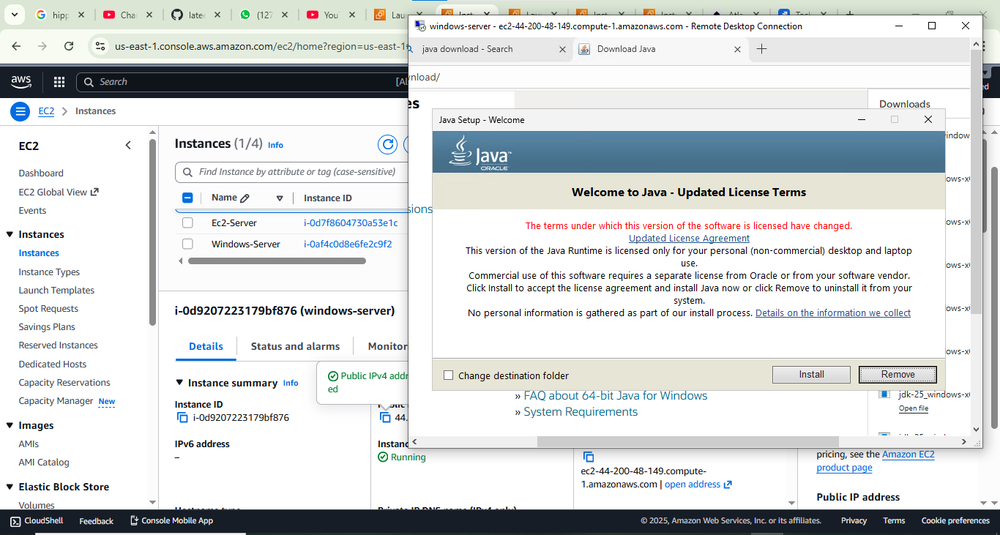 hipp
Cha
late
(127
You
Laun
us-east-1.console.aws.amazon.com/ec2/home?region=us-east-1
aws
Search
[Al
EC2
Instances
EC2
Dashboard
EC2 Global View
Events
Instances
Instances
Instance Types
Launch Templates
Spot Requests
Savings Plans
Reserved Instances
Dedicated Hosts
Capacity Reservations
Capacity Manager New
Images
AMIs
AMI Catalog
Elastic Block Store
Volumes
Instances (1/4) Info
Find Instance by attribute or tag (case-sensitive)
Name
Instance ID
Ec2-Server
i-0d7f8604730a53e1c
Windows-Server
i-0af4c0d8e6fe2c9f2
i-0d9207223179bf876 (windows-server)
Details
Status and alarms
Monitor
Instance summary Info
Public IPv4 addr
ed
Instance ID
i-0d9207223179bf876
44.
IPv6 address
–
Instanc
Running
ec2-44-200-48-149.compute-
1.amazonaws.com | open address
Hostname type
Private IP DNS name (IPv4 only)
pricing, see the Amazon EC2
product page
Public IP address
windows-server - ec2-44-200-48-149.compute-1.amazonaws.com - Remote Desktop Connection
java download - Search
Download Java
nload/
es
Downloads
sions
Java Setup - Welcome
Java
ORACLE
Welcome to Java - Updated License Terms
The terms under which this version of the software is licensed have changed.
Updated License Agreement
This version of the Java Runtime is licensed only for your personal (non-commercial) desktop and laptop
use.
Commercial use of this software requires a separate license from Oracle or from your software vendor.
Click Install to accept the license agreement and install Java now or click Remove to uninstall it from your
system.
No personal information is gathered as part of our install process. Details on the information we collect
Change destination folder
Install
Remove
» FAQ about 64-bit Java for Windows
» System Requirements
jdk-25_windows-x
Open file
CloudShell
Feedback
Console Mobile App
© 2025, Amazon Web Services, Inc. or its affiliates.
Privacy
Terms
Cookie preferences